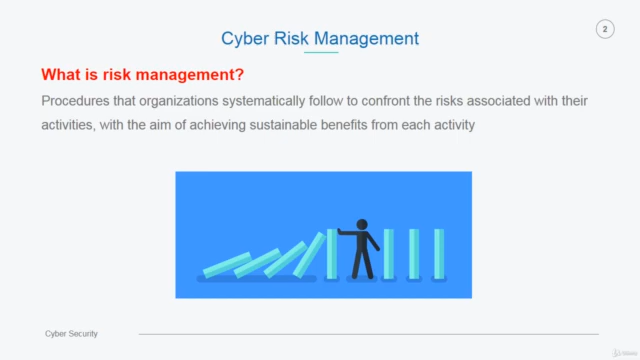 2
Cyber Risk Management
What is risk management?
Procedures that organizations systematically follow to confront the risks associated with their
activities, with the aim of achieving sustainable benefits from each activity
Cyber Security